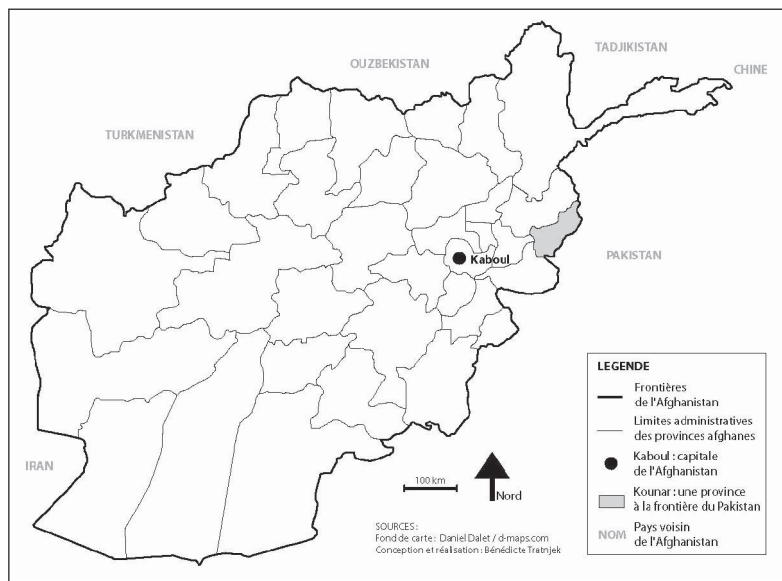 TADJIKISTAN
OUZBEKISTAN
CHINE
TURKMENISTAN
Kaboul
PAKISTAN
IRAN
100 km
Nord
SOURCES :
Fond de carte : Daniel Dalet / d-maps.com
Conception et réalisation : Bénédicte Tratnjek
LEGENDE
Frontières
de l'Afghanistan
Limites administratives
des provinces afghanes
Kaboul : capitale
de l'Afghanistan
Kounar : une province
à la frontière du Pakistan
NOM Pays voisin
de l'Afghanistan